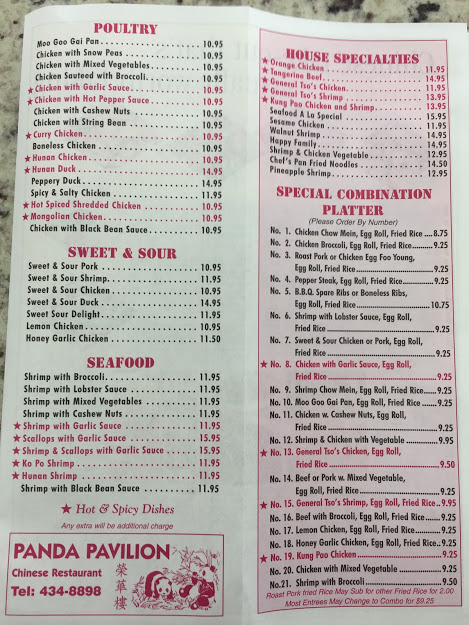 POULTRY
Moo Goo Gai Pan 10.95
Chicken with Snow Peas 10.95
Chicken with Mixed Vegetables 10.95
Chicken Sauteed with Broccoli 10.95
★ Chicken with Garlic Sauce 10.95
★ Chicken with Hot Pepper Sauce 10.95
Chicken with Cashew Nuts 10.95
Chicken with String Bean 10.95
★ Curry Chicken 10.95
Boneless Chicken 10.95
★ Hunan Chicken 10.95
★ Hunan Duck 14.95
Peppery Duck 14.95
Spicy & Salty Chicken 11.95
★ Hot Spiced Shredded Chicken 10.95
★ Mongolian Chicken 10.95
Chicken with Black Bean Sauce 10.95
SWEET & SOUR
Sweet & Sour Pork 10.95
Sweet & Sour Shrimp 11.95
Sweet & Sour Chicken 10.95
Sweet & Sour Duck 14.95
Sweet Sour Delight 11.95
Lemon Chicken 10.95
Honey Garlic Chicken 11.50
SEAFOOD
Shrimp with Broccoli 11.95
Shrimp with Lobster Sauce 11.95
Shrimp with Mixed Vegetables 11.95
Shrimp with Cashew Nuts 11.95
★ Shrimp with Garlic Sauce 11.95
★ Scallops with Garlic Sauce 15.95
★ Shrimp & Scallops with Garlic Sauce 15.95
★ Ko Po Shrimp 11.95
★ Hunan Shrimp 11.95
Shrimp with Black Bean Sauce 11.95
★ Hot & Spicy Dishes
Any extra will be additional charge
PANDA PAVILION
Chinese Restaurant
Tel: 434-8898
榮華樓
HOUSE SPECIALTIES
★ Orange Chicken 11.95
★ Tangerine Beef 14.95
★ General Tso's Chicken 11.95
★ General Tso's Shrimp 13.95
★ Kung Pao Chicken and Shrimp 13.95
Seafood A La Special 15.95
Sesame Chicken 11.95
Walnut Shrimp 14.95
Happy Family 14.95
Shrimp & Chicken Vegetable 12.95
Chef's Pan Fried Noodles 14.50
Pineapple Shrimp 12.95
SPECIAL COMBINATION
PLATTER
(Please Order By Number)
No. 1. Chicken Chow Mein, Egg Roll, Fried Rice 8.75
No. 2. Chicken Broccoli, Egg Roll, Fried Rice 9.25
No. 3. Roast Pork or Chicken Egg Foo Young,
Egg Roll, Fried Rice 9.25
No. 4. Pepper Steak, Egg Roll, Fried Rice 9.25
No. 5. B.B.Q. Spare Ribs or Boneless Ribs,
Egg Roll, Fried Rice 10.75
No. 6. Shrimp with Lobster Sauce, Egg Roll,
Fried Rice 9.25
No. 7. Sweet & Sour Chicken or Pork, Egg Roll,
Fried Rice 9.25
★ No. 8. Chicken with Garlic Sauce, Egg Roll,
Fried Rice 9.25
No. 9. Shrimp Chow Mein, Egg Roll, Fried Rice 9.25
No. 10. Moo Goo Gai Pan, Egg Roll, Fried Rice 9.25
No. 11. Chicken w. Cashew Nuts, Egg Roll,
Fried Rice 9.25
No. 12. Shrimp & Chicken with Vegetable 9.95
★ No. 13. General Tso's Chicken, Egg Roll,
Fried Rice 9.50
No. 14. Beef or Pork w. Mixed Vegetable,
Egg Roll, Fried Rice 9.25
★ No. 15. General Tso's Shrimp, Egg Roll, Fried Rice 9.95
No. 16. Beef with Broccoli, Egg Roll, Fried Rice 9.25
No. 17. Lemon Chicken, Egg Roll, Fried Rice 9.25
No. 18. Honey Garlic Chicken, Egg Roll, Fried Rice 9.25
★ No. 19. Kung Pao Chicken 9.25
No. 20. Chicken with Mixed Vegetable 9.25
No.21. Shrimp with Broccoli 9.50
Roast Pork fried Rice May Sub for other Fried Rice for 2.00
Most Entrees May Change to Combo for $9.25